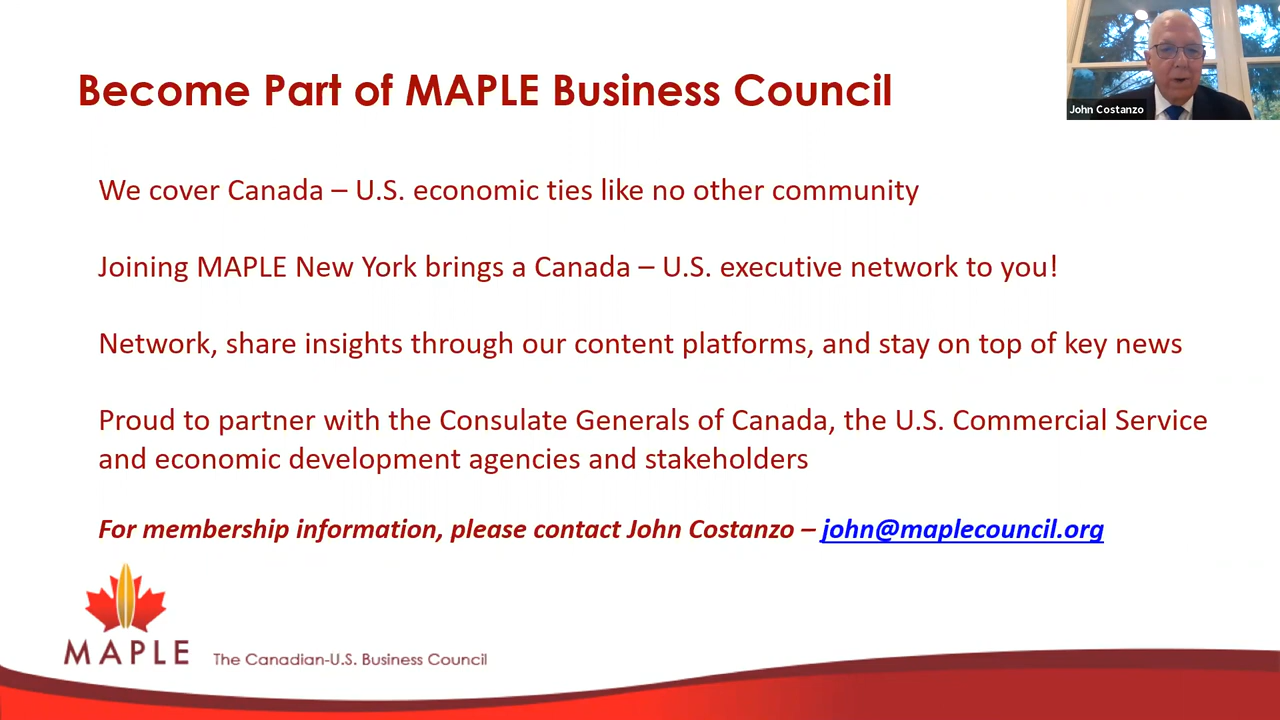 Become Part of MAPLE Business Council
John Costanzo
We cover Canada – U.S. economic ties like no other community
Joining MAPLE New York brings a Canada – U.S. executive network to you!
Network, share insights through our content platforms, and stay on top of key news
Proud to partner with the Consulate Generals of Canada, the U.S. Commercial Service
and economic development agencies and stakeholders
For membership information, please contact John Costanzo – john@maplecouncil.org
MAPLE The Canadian-U.S. Business Council